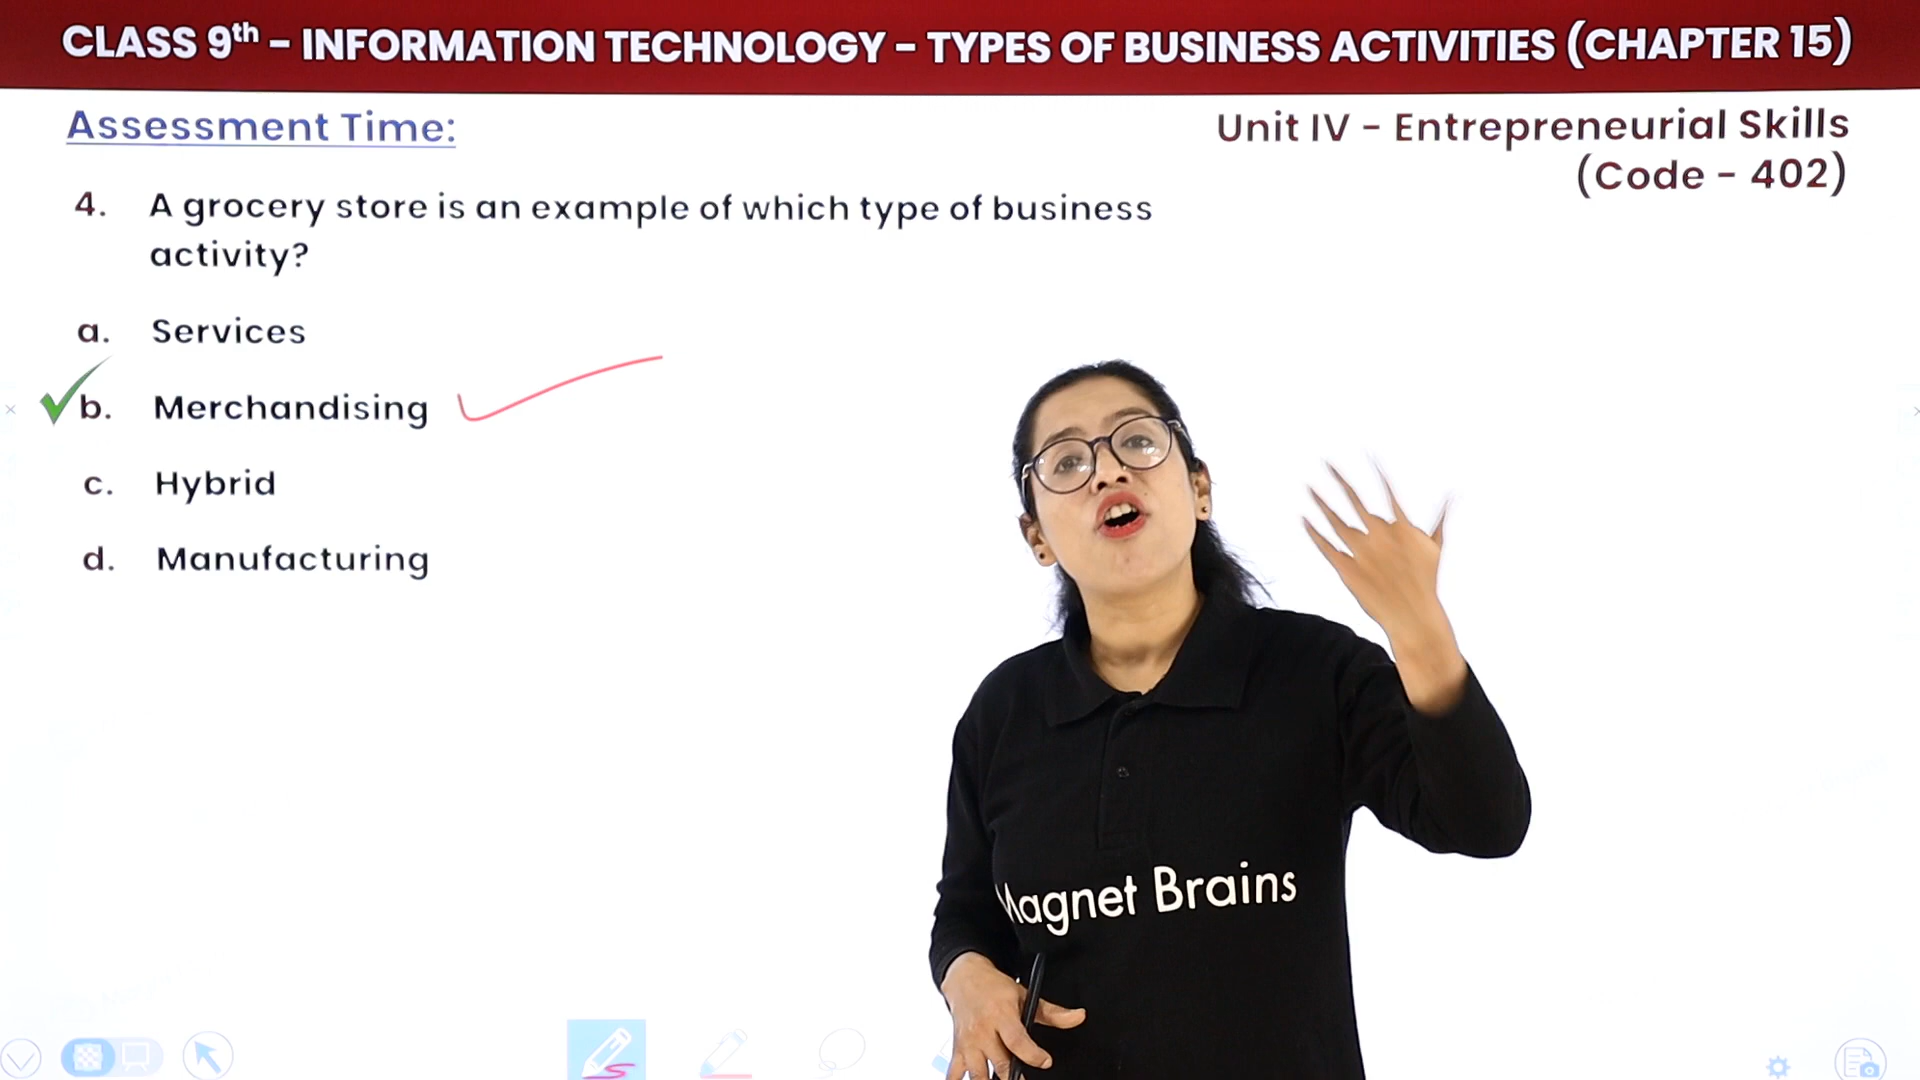 CLASS 9th – INFORMATION TECHNOLOGY – TYPES OF BUSINESS ACTIVITIES (CHAPTER 15)
Assessment Time:
Unit IV – Entrepreneurial Skills
(Code – 402)
4. A grocery store is an example of which type of business
activity?
a. Services
b. Merchandising
c. Hybrid
d. Manufacturing
Magnet Brains